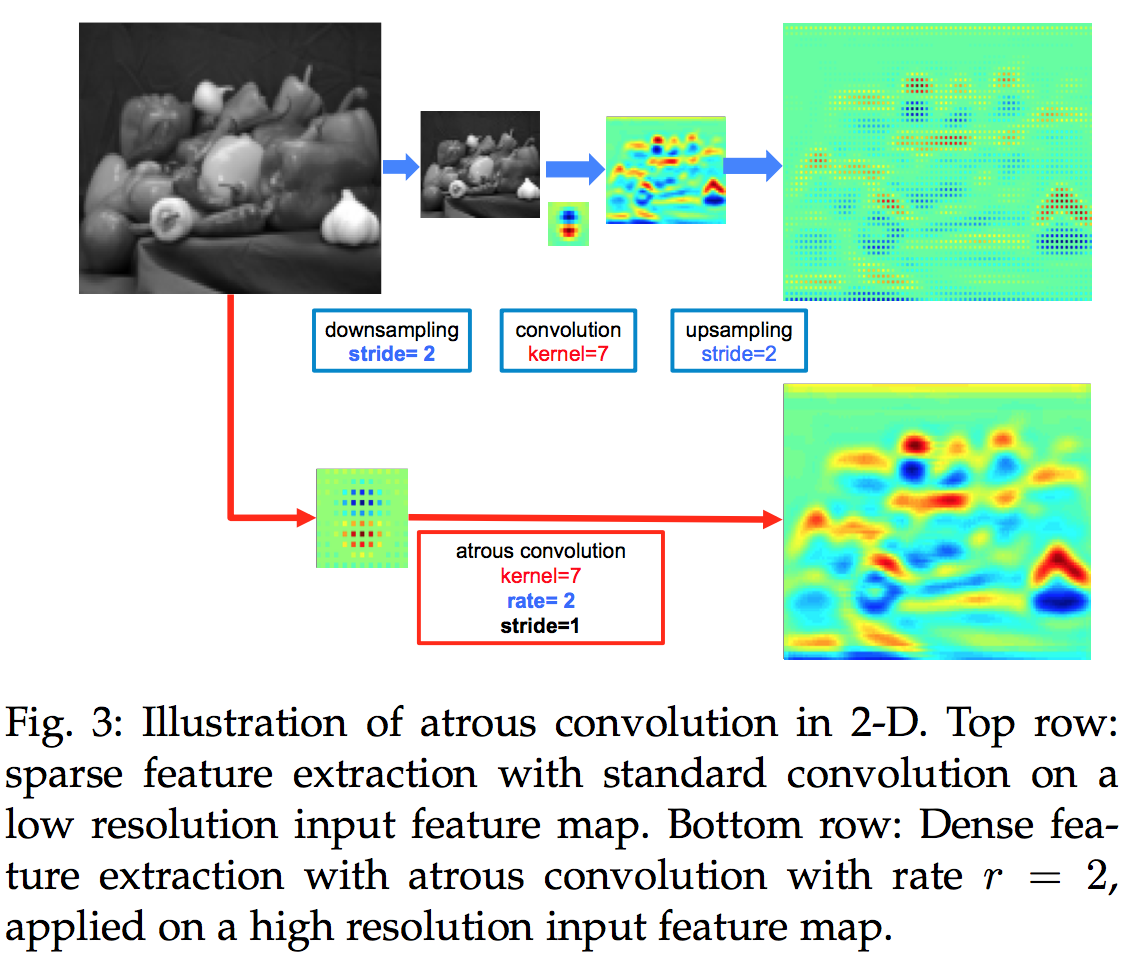 downsampling
stride= 2
convolution
kernel=7
upsampling
stride=2
atrous convolution
kernel=7
rate= 2
stride=1
Fig. 3: Illustration of atrous convolution in 2-D. Top row:
sparse feature extraction with standard convolution on a
low resolution input feature map. Bottom row: Dense fea-
ture extraction with atrous convolution with rate r = 2,
applied on a high resolution input feature map.